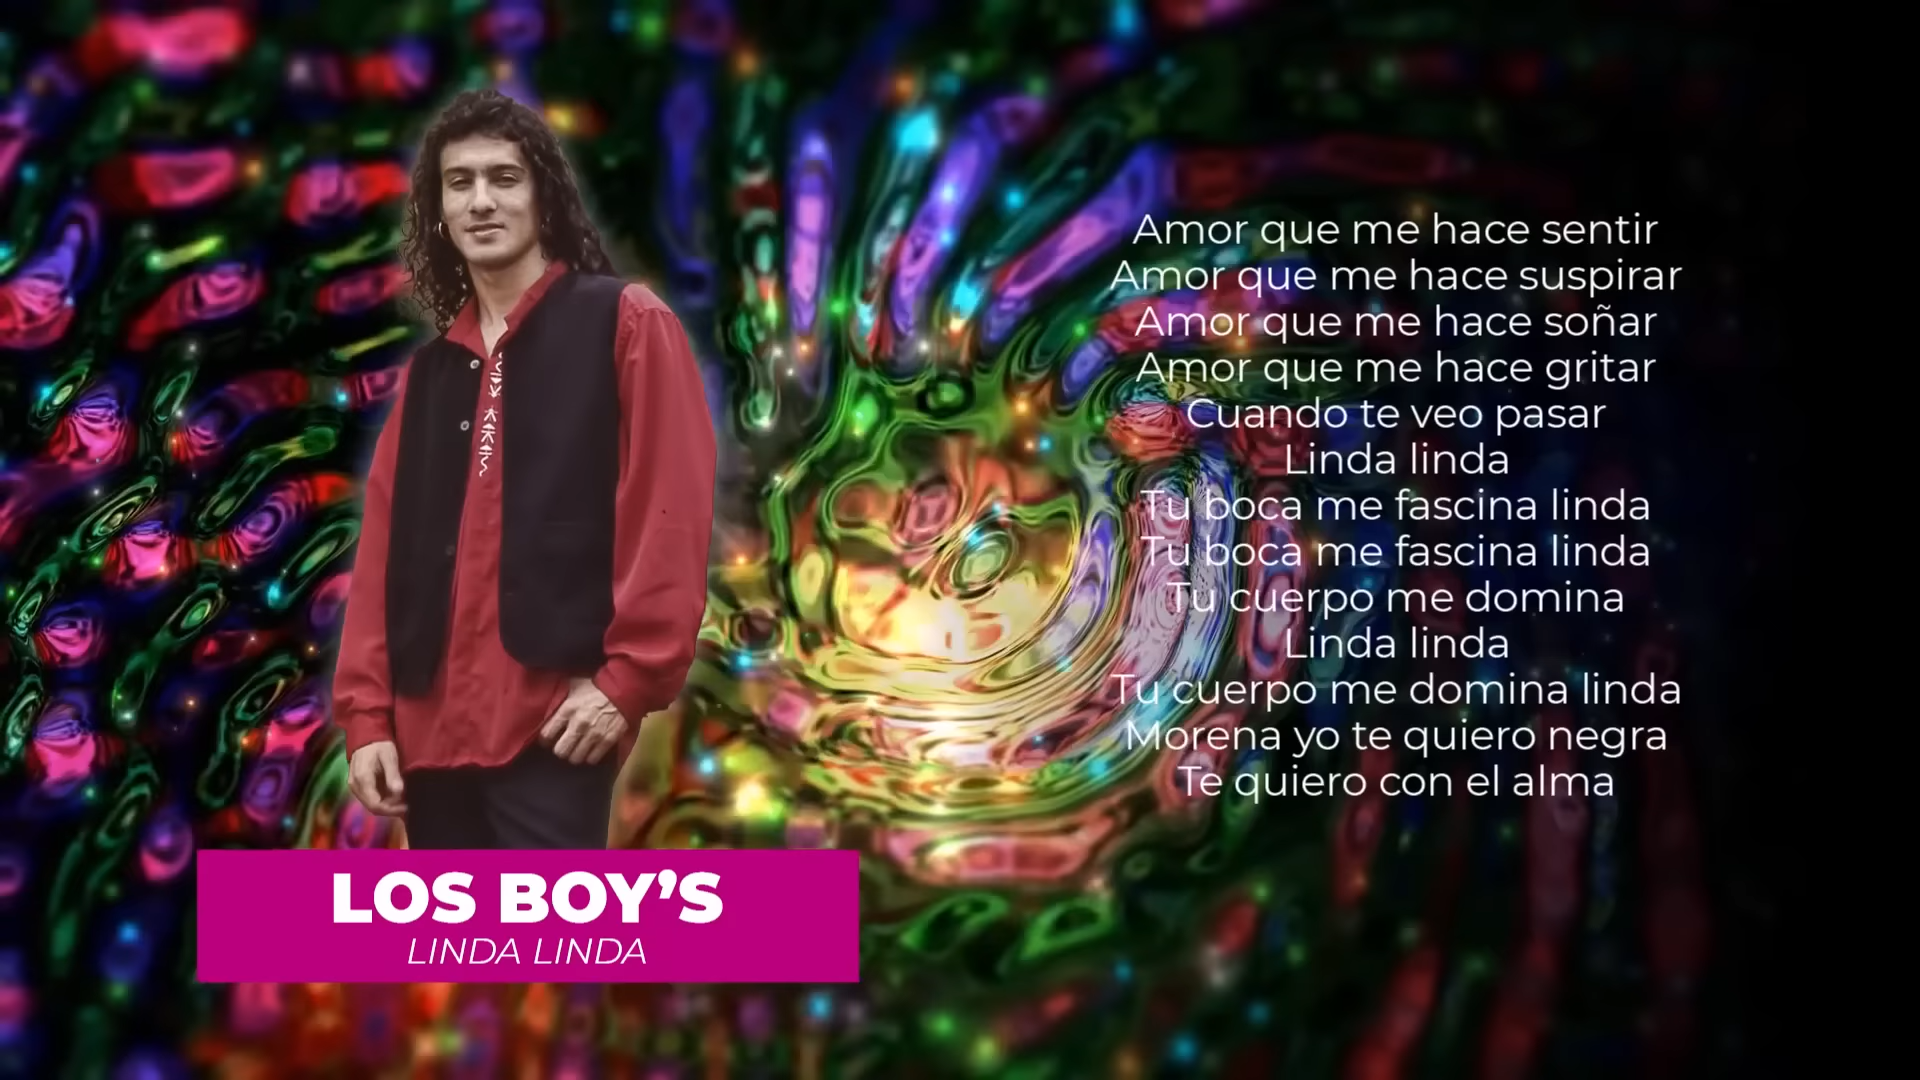 Amor que me hace sentir
Amor que me hace suspirar
Amor que me hace soñar
Amor que me hace gritar
Cuando te veo pasar
Linda linda
Tu boca me fascina linda
Tu boca me fascina linda
Tu cuerpo me domina
Linda linda
Tu cuerpo me domina linda
Morena yo te quiero negra
Te quiero con el alma
LOS BOY’S
LINDA LINDA